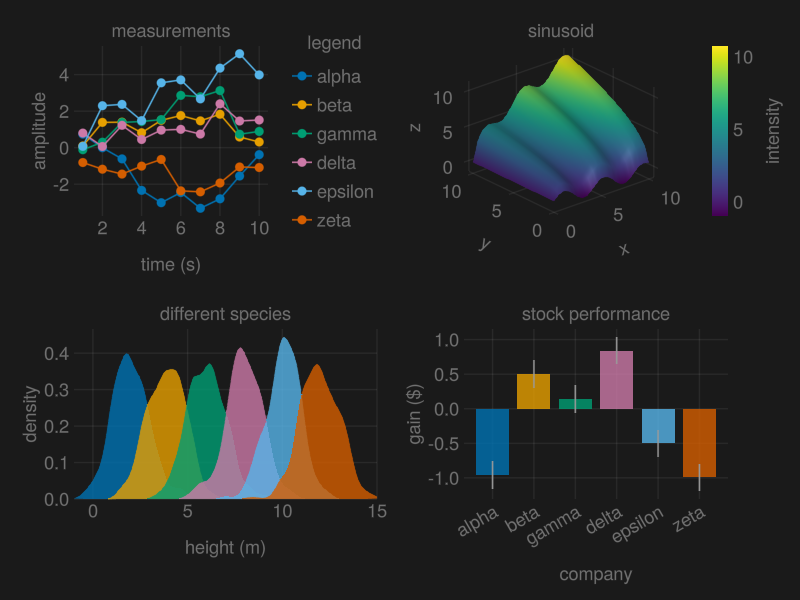 measurements
amplitude
4
2
0
-2
2
4
6
8
10
time (s)
legend
alpha
beta
gamma
delta
epsilon
zeta
sinusoid
z
10
5
0
10
5
0
y
0
5
10
x
10
5
0
intensity
different species
density
0.4
0.3
0.2
0.1
0.0
0
5
10
15
height (m)
stock performance
gain ($)
1.0
0.5
0.0
-0.5
-1.0
alpha
beta
gamma
delta
epsilon
zeta
company